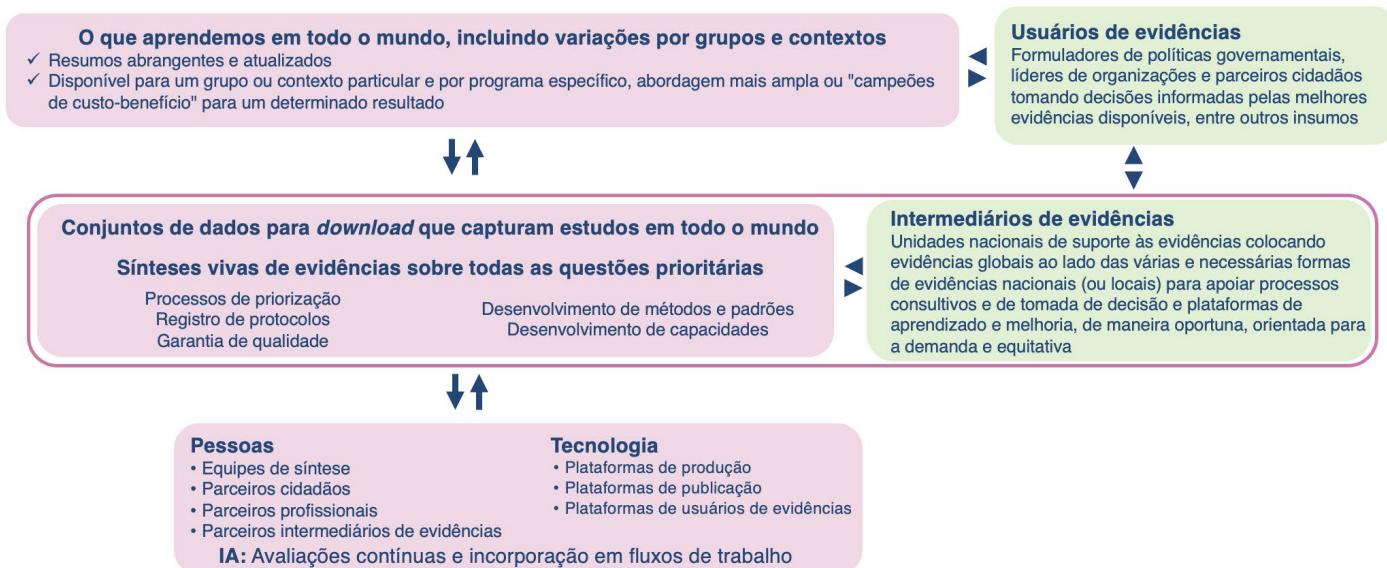 O que aprendemos em todo o mundo, incluindo variações por grupos e contextos
✓ Resumos abrangentes e atualizados
✓ Disponível para um grupo ou contexto particular e por programa específico, abordagem mais ampla ou "campeões
de custo-benefício" para um determinado resultado
Usuários de evidências
Formuladores de políticas governamentais,
líderes de organizações e parceiros cidadãos
tomando decisões informadas pelas melhores
evidências disponíveis, entre outros insumos
Conjuntos de dados para download que capturam estudos em todo o mundo
Sínteses vivas de evidências sobre todas as questões prioritárias
Processos de priorização
Registro de protocolos
Garantia de qualidade
Desenvolvimento de métodos e padrões
Desenvolvimento de capacidades
Intermediários de evidências
Unidades nacionais de suporte às evidências colocando
evidências globais ao lado das várias e necessárias formas
de evidências nacionais (ou locais) para apoiar processos
consultivos e de tomada de decisão e plataformas de
aprendizado e melhoria, de maneira oportuna, orientada para
a demanda e equitativa
Pessoas
• Equipes de síntese
• Parceiros cidadãos
• Parceiros profissionais
• Parceiros intermediários de evidências
Tecnologia
• Plataformas de produção
• Plataformas de publicação
• Plataformas de usuários de evidências
IA: Avaliações contínuas e incorporação em fluxos de trabalho